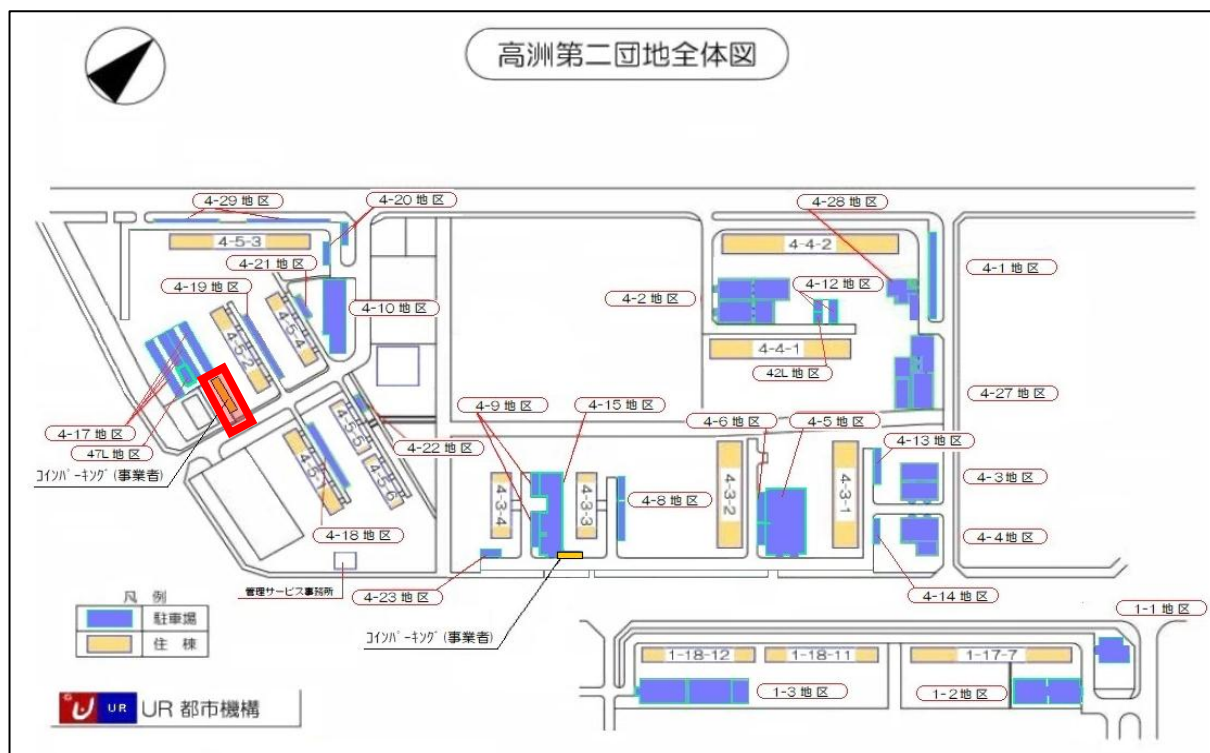 高洲第二団地全体図
4-29 地区
4-20 地区
4-28 地区
4-5-3
4-4-2
4-21 地区
4-1 地区
4-19 地区
4-12 地区
4-2 地区
4-10 地区
4-5-4
4-5-2
4-4-1
42L 地区
4-27 地区
4-9 地区
4-15 地区
4-6 地区
4-5 地区
4-17 地区
4-22 地区
4-13 地区
47L 地区
4-5-5
コインパーキング(事業者)
4-5-1
4-5-6
4-3-4
4-3-3
4-8 地区
4-3-2
4-3-1
4-3地区
4-18 地区
4-4 地区
管理サービス事務所
4-23 地区
4-14 地区
凡 例
駐車場
住 棟
コインパーキング(事業者)
1-1 地区
1-18-12
1-18-11
1-17-7
1-3 地区
1-2地区
UR
UR 都市機構